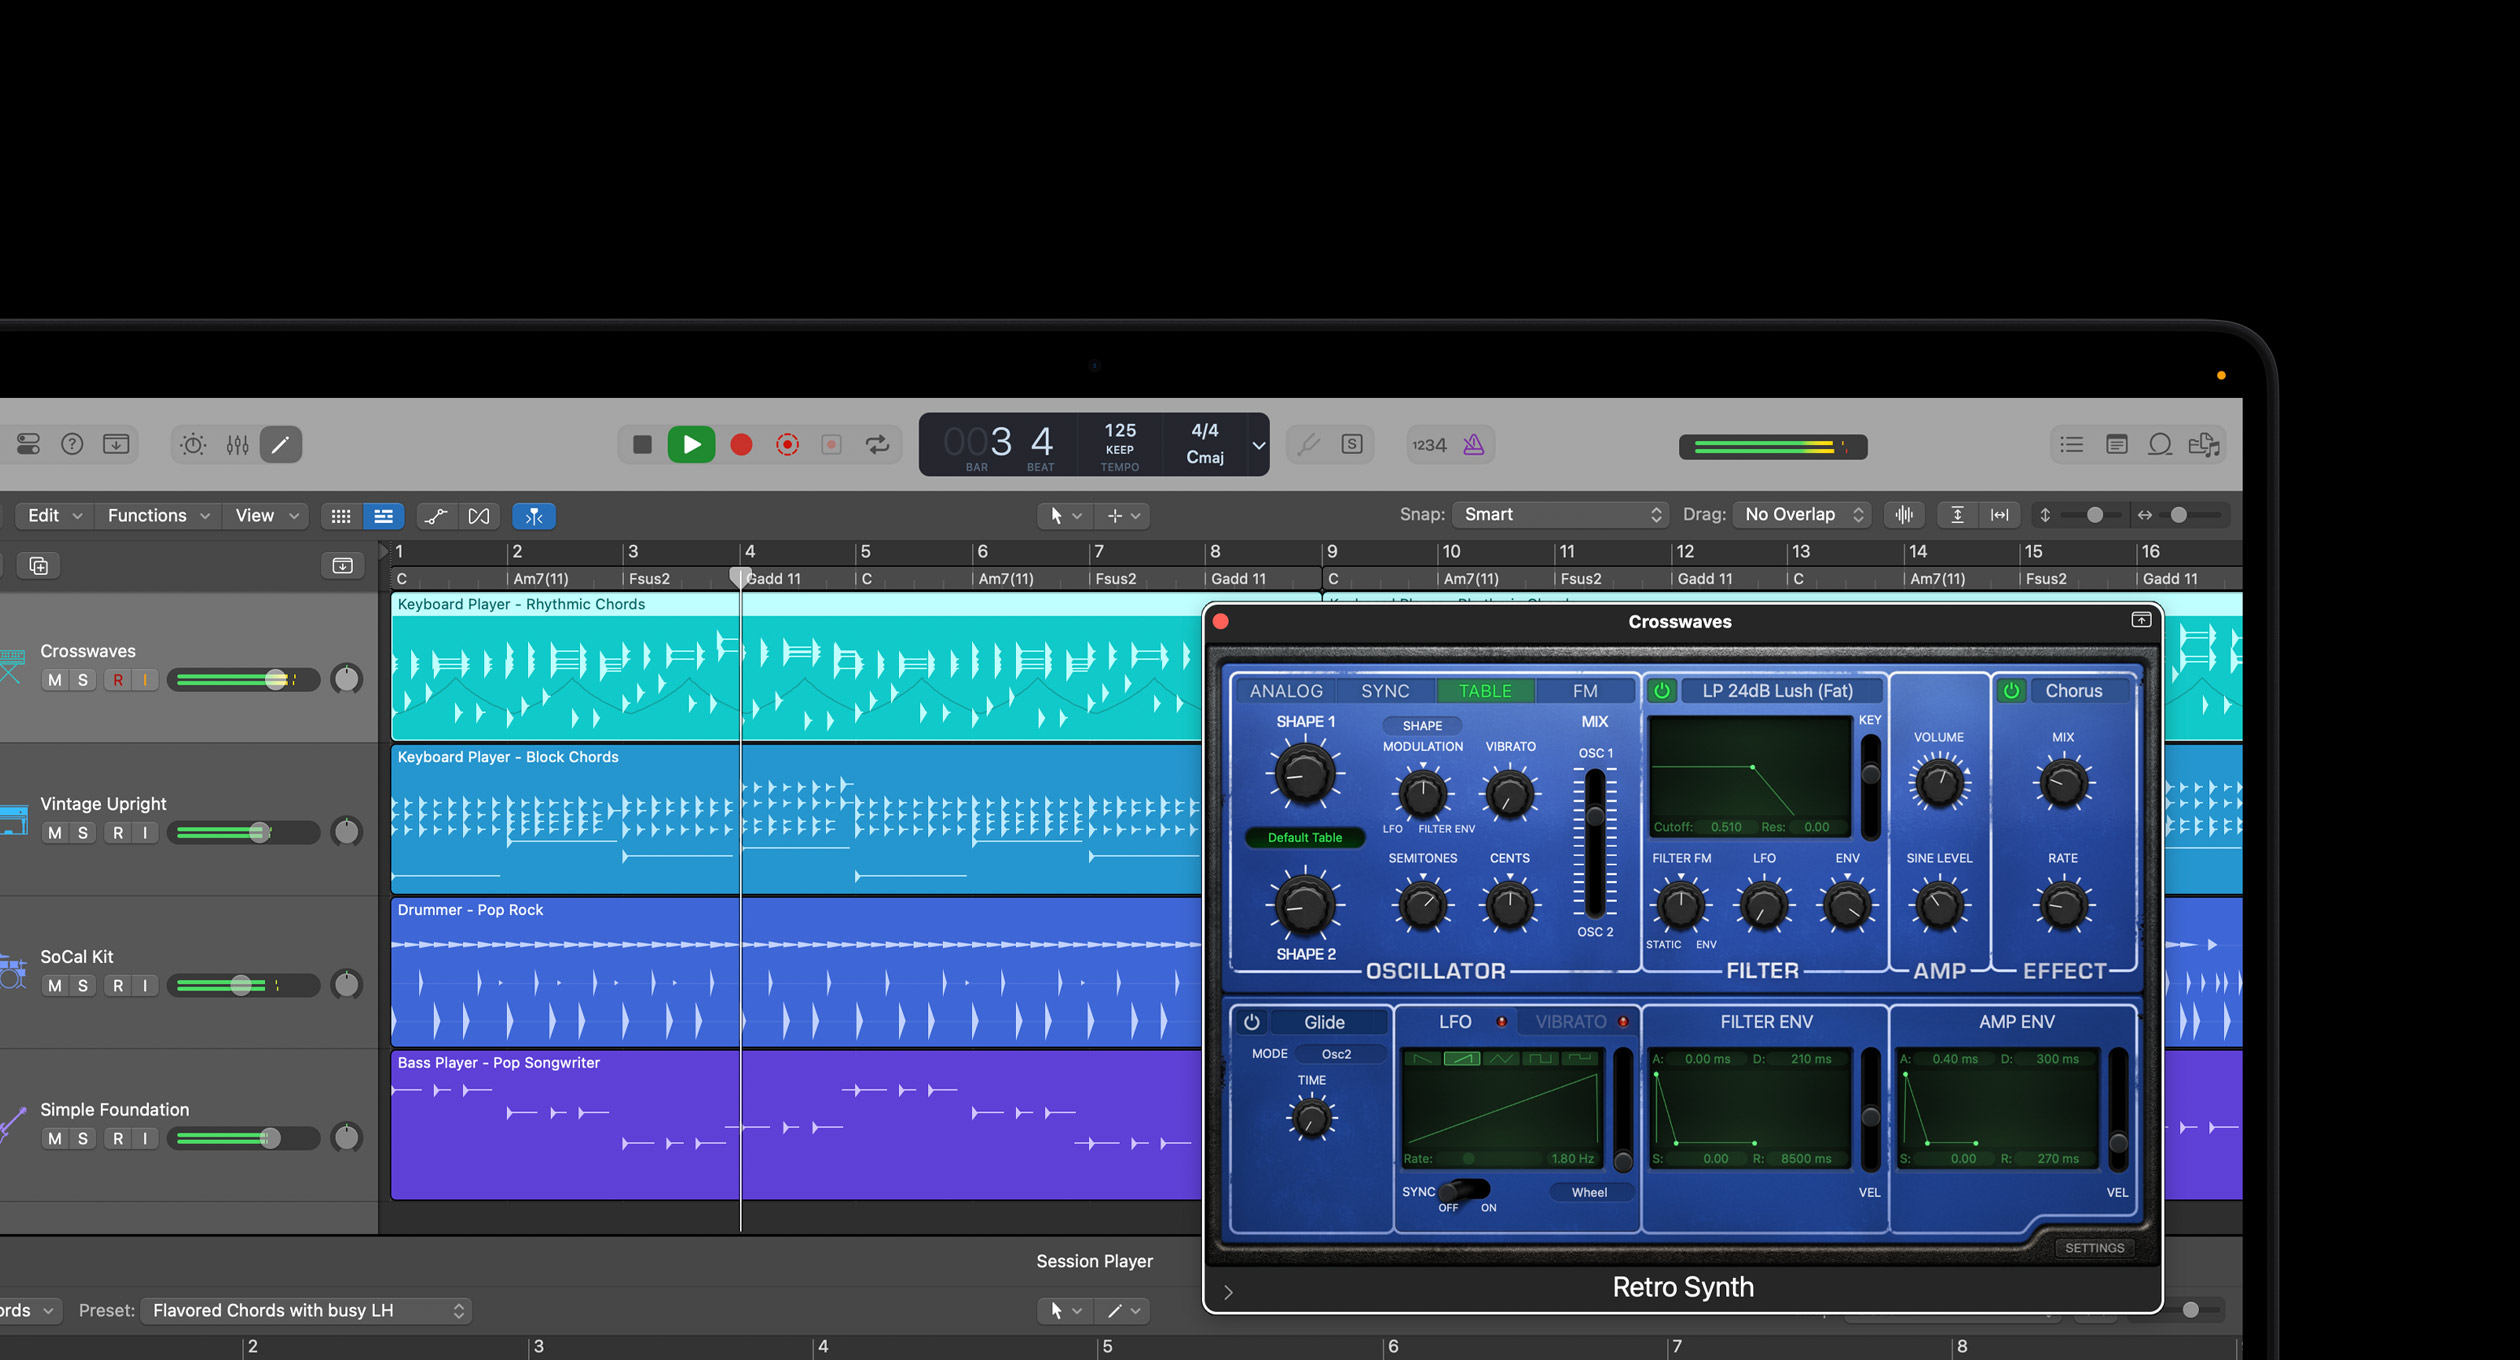 003 4
BAR BEAT
125
KEEP
TEMPO
4/4
Cmaj
S
1234
Edit Functions View
Snap: Smart Drag: No Overlap
1 2 3 4 5 6 7 8 9 10 11 12 13 14 15 16
C Am7(11) Fsus2 Gadd 11 C Am7(11) Fsus2 Gadd 11 C Am7(11) Fsus2 Gadd 11 C Am7(11) Fsus2 Gadd 11
Crosswaves
M S R I
Vintage Upright
M S R I
SoCal Kit
M S R I
Simple Foundation
M S R I
Keyboard Player - Rhythmic Chords
Keyboard Player - Block Chords
Drummer - Pop Rock
Bass Player - Pop Songwriter
Crosswaves
ANALOG SYNC TABLE FM
SHAPE 1
SHAPE
MODULATION VIBRATO
LFO FILTER ENV
MIX
OSC 1
Default Table
SEMITONES CENTS
OSC 2
SHAPE 2
OSCILLATOR
LP 24dB Lush (Fat)
KEY
Cutoff: 0.510 Res: 0.00
FILTER FM LFO ENV
STATIC ENV
FILTER
VOLUME
SINE LEVEL
AMP
Chorus
MIX
RATE
EFFECT
Glide
MODE Osc2
TIME
LFO VIBRATO
Rate: 1.80 Hz
SYNC
OFF ON
Wheel
FILTER ENV
A: 0.00 ms D: 210 ms
S: 0.00 R: 8500 ms
VEL
AMP ENV
A: 0.40 ms D: 300 ms
S: 0.00 R: 270 ms
VEL
SETTINGS
Retro Synth
Session Player
Preset: Flavored Chords with busy LH
2 3 4 5 6 7 8